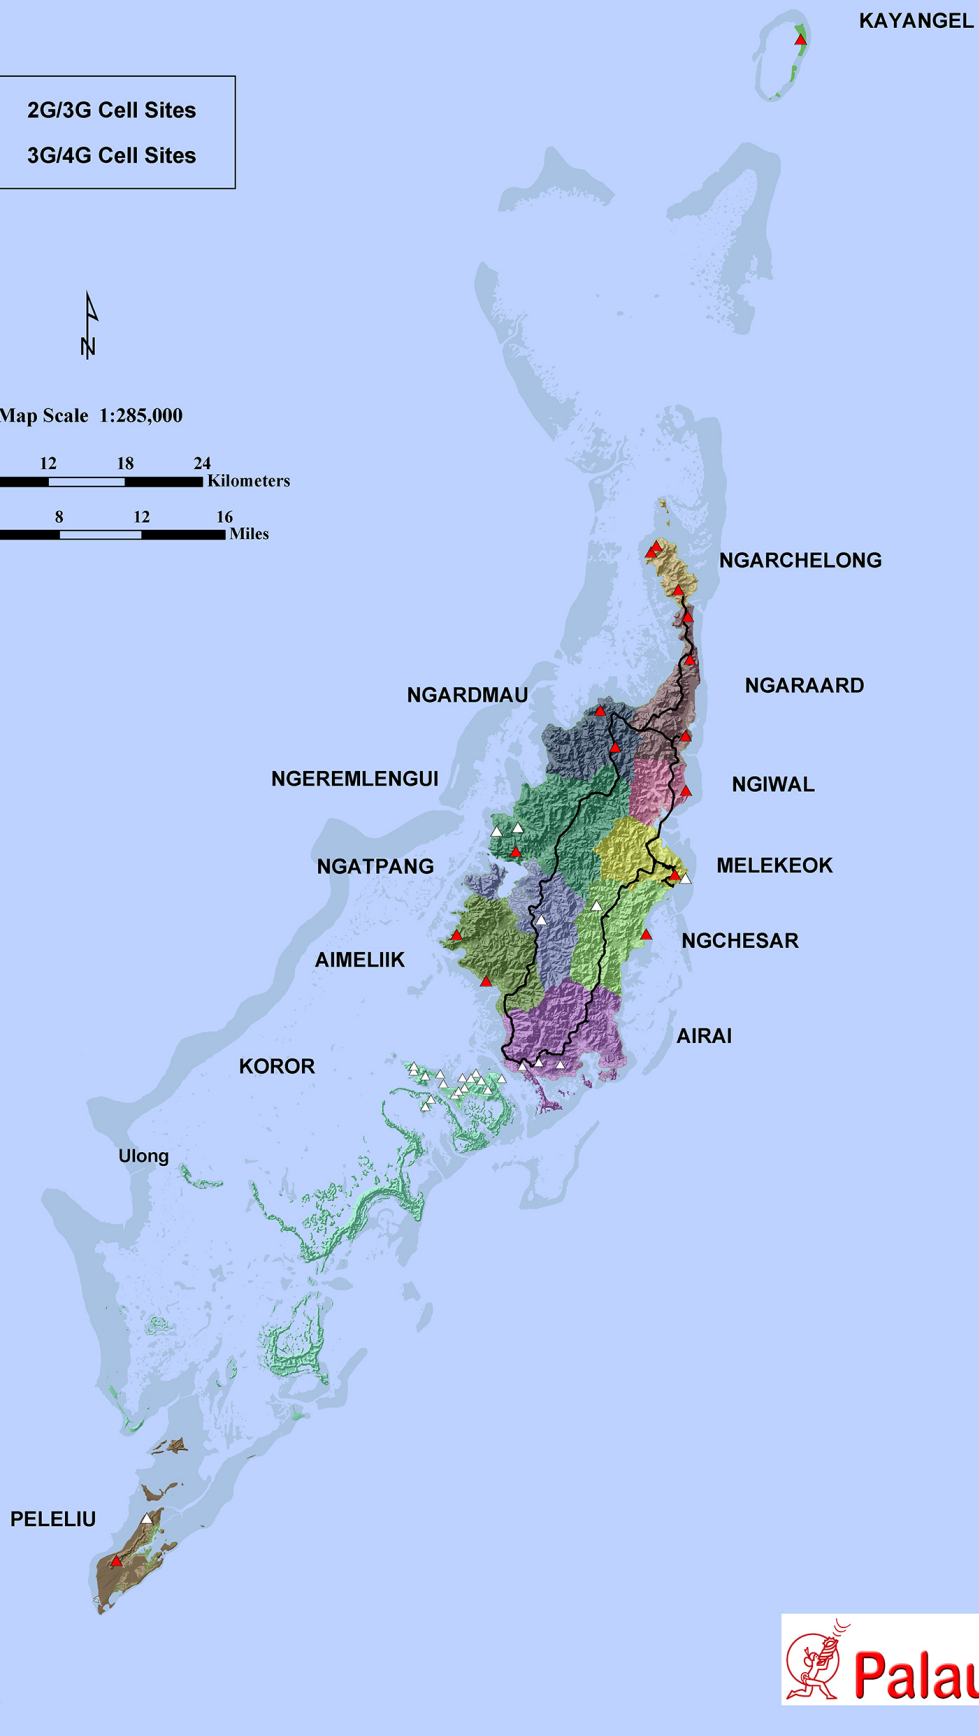 KAYANGEL
2G/3G Cell Sites
3G/4G Cell Sites
N
Map Scale 1:285,000
12 18 24
Kilometers
8 12 16
Miles
NGARCHELONG
NGARAARD
NGARDMAU
NGEREMLENGUI
NGIWAL
NGATPANG
MELEKEOK
NGCHESAR
AIMELIIK
AIRAI
KOROR
Ulong
PELELIU
Palau